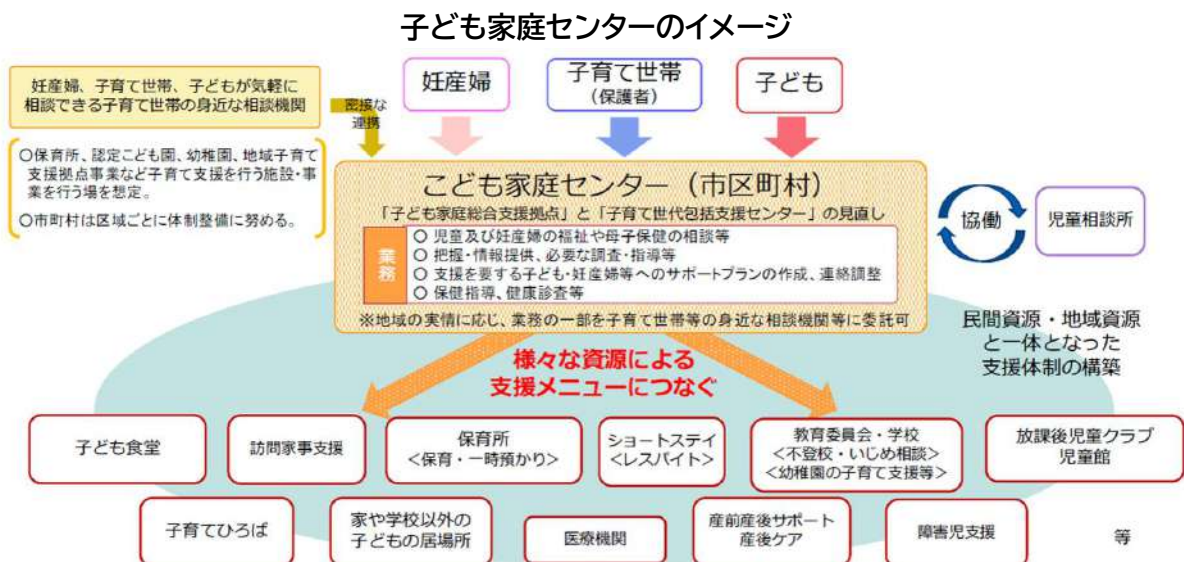 子ども家庭センターのイメージ
妊産婦、子育て世帯、子どもが気軽に
相談できる子育て世帯の身近な相談機関
密接な
連携
妊産婦
子育て世帯
(保護者)
子ども
○保育所、認定こども園、幼稚園、地域子育て
支援拠点事業など子育て支援を行う施設・事
業を行う場を想定。
○市町村は区域ごとに体制整備に努める。
こども家庭センター(市区町村)
「子ども家庭総合支援拠点」と「子育て世代包括支援センター」の見直し
業務
○ 児童及び妊産婦の福祉や母子保健の相談等
○ 把握・情報提供、必要な調査・指導等
○ 支援を要する子ども・妊産婦等へのサポートプランの作成、連絡調整
○ 保健指導、健康診査等
※地域の実情に応じ、業務の一部を子育て世帯等の身近な相談機関等に委託可
協働
児童相談所
民間資源・地域資源
と一体となった
支援体制の構築
様々な資源による
支援メニューにつなぐ
子ども食堂
訪問家事支援
保育所
<保育・一時預かり>
ショートステイ
<レスパイト>
教育委員会・学校
<不登校・いじめ相談>
<幼稚園の子育て支援等>
放課後児童クラブ
児童館
子育てひろば
家や学校以外の
子どもの居場所
医療機関
産前産後サポート
産後ケア
障害児支援
等